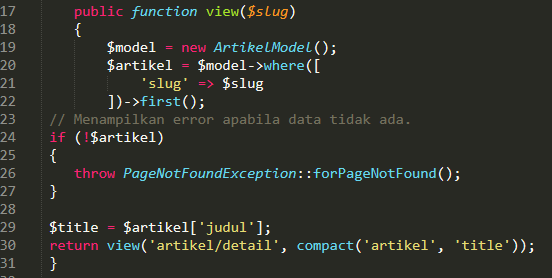 17 public function view($slug)
18 {
19 $model = new ArtikelModel();
20 $artikel = $model->where([
21 'slug' => $slug
22 ])->first();
23 // Menampilkan error apabila data tidak ada.
24 if (!$artikel)
25 {
26 throw PageNotFoundException::forPageNotFound();
27 }
28
29 $title = $artikel['judul'];
30 return view('artikel/detail', compact('artikel', 'title'));
31 }